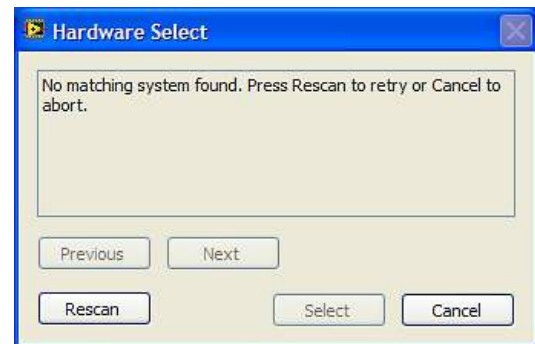 Hardware Select
No matching system found. Press Rescan to retry or Cancel to
abort.
Previous Next
Rescan Select Cancel